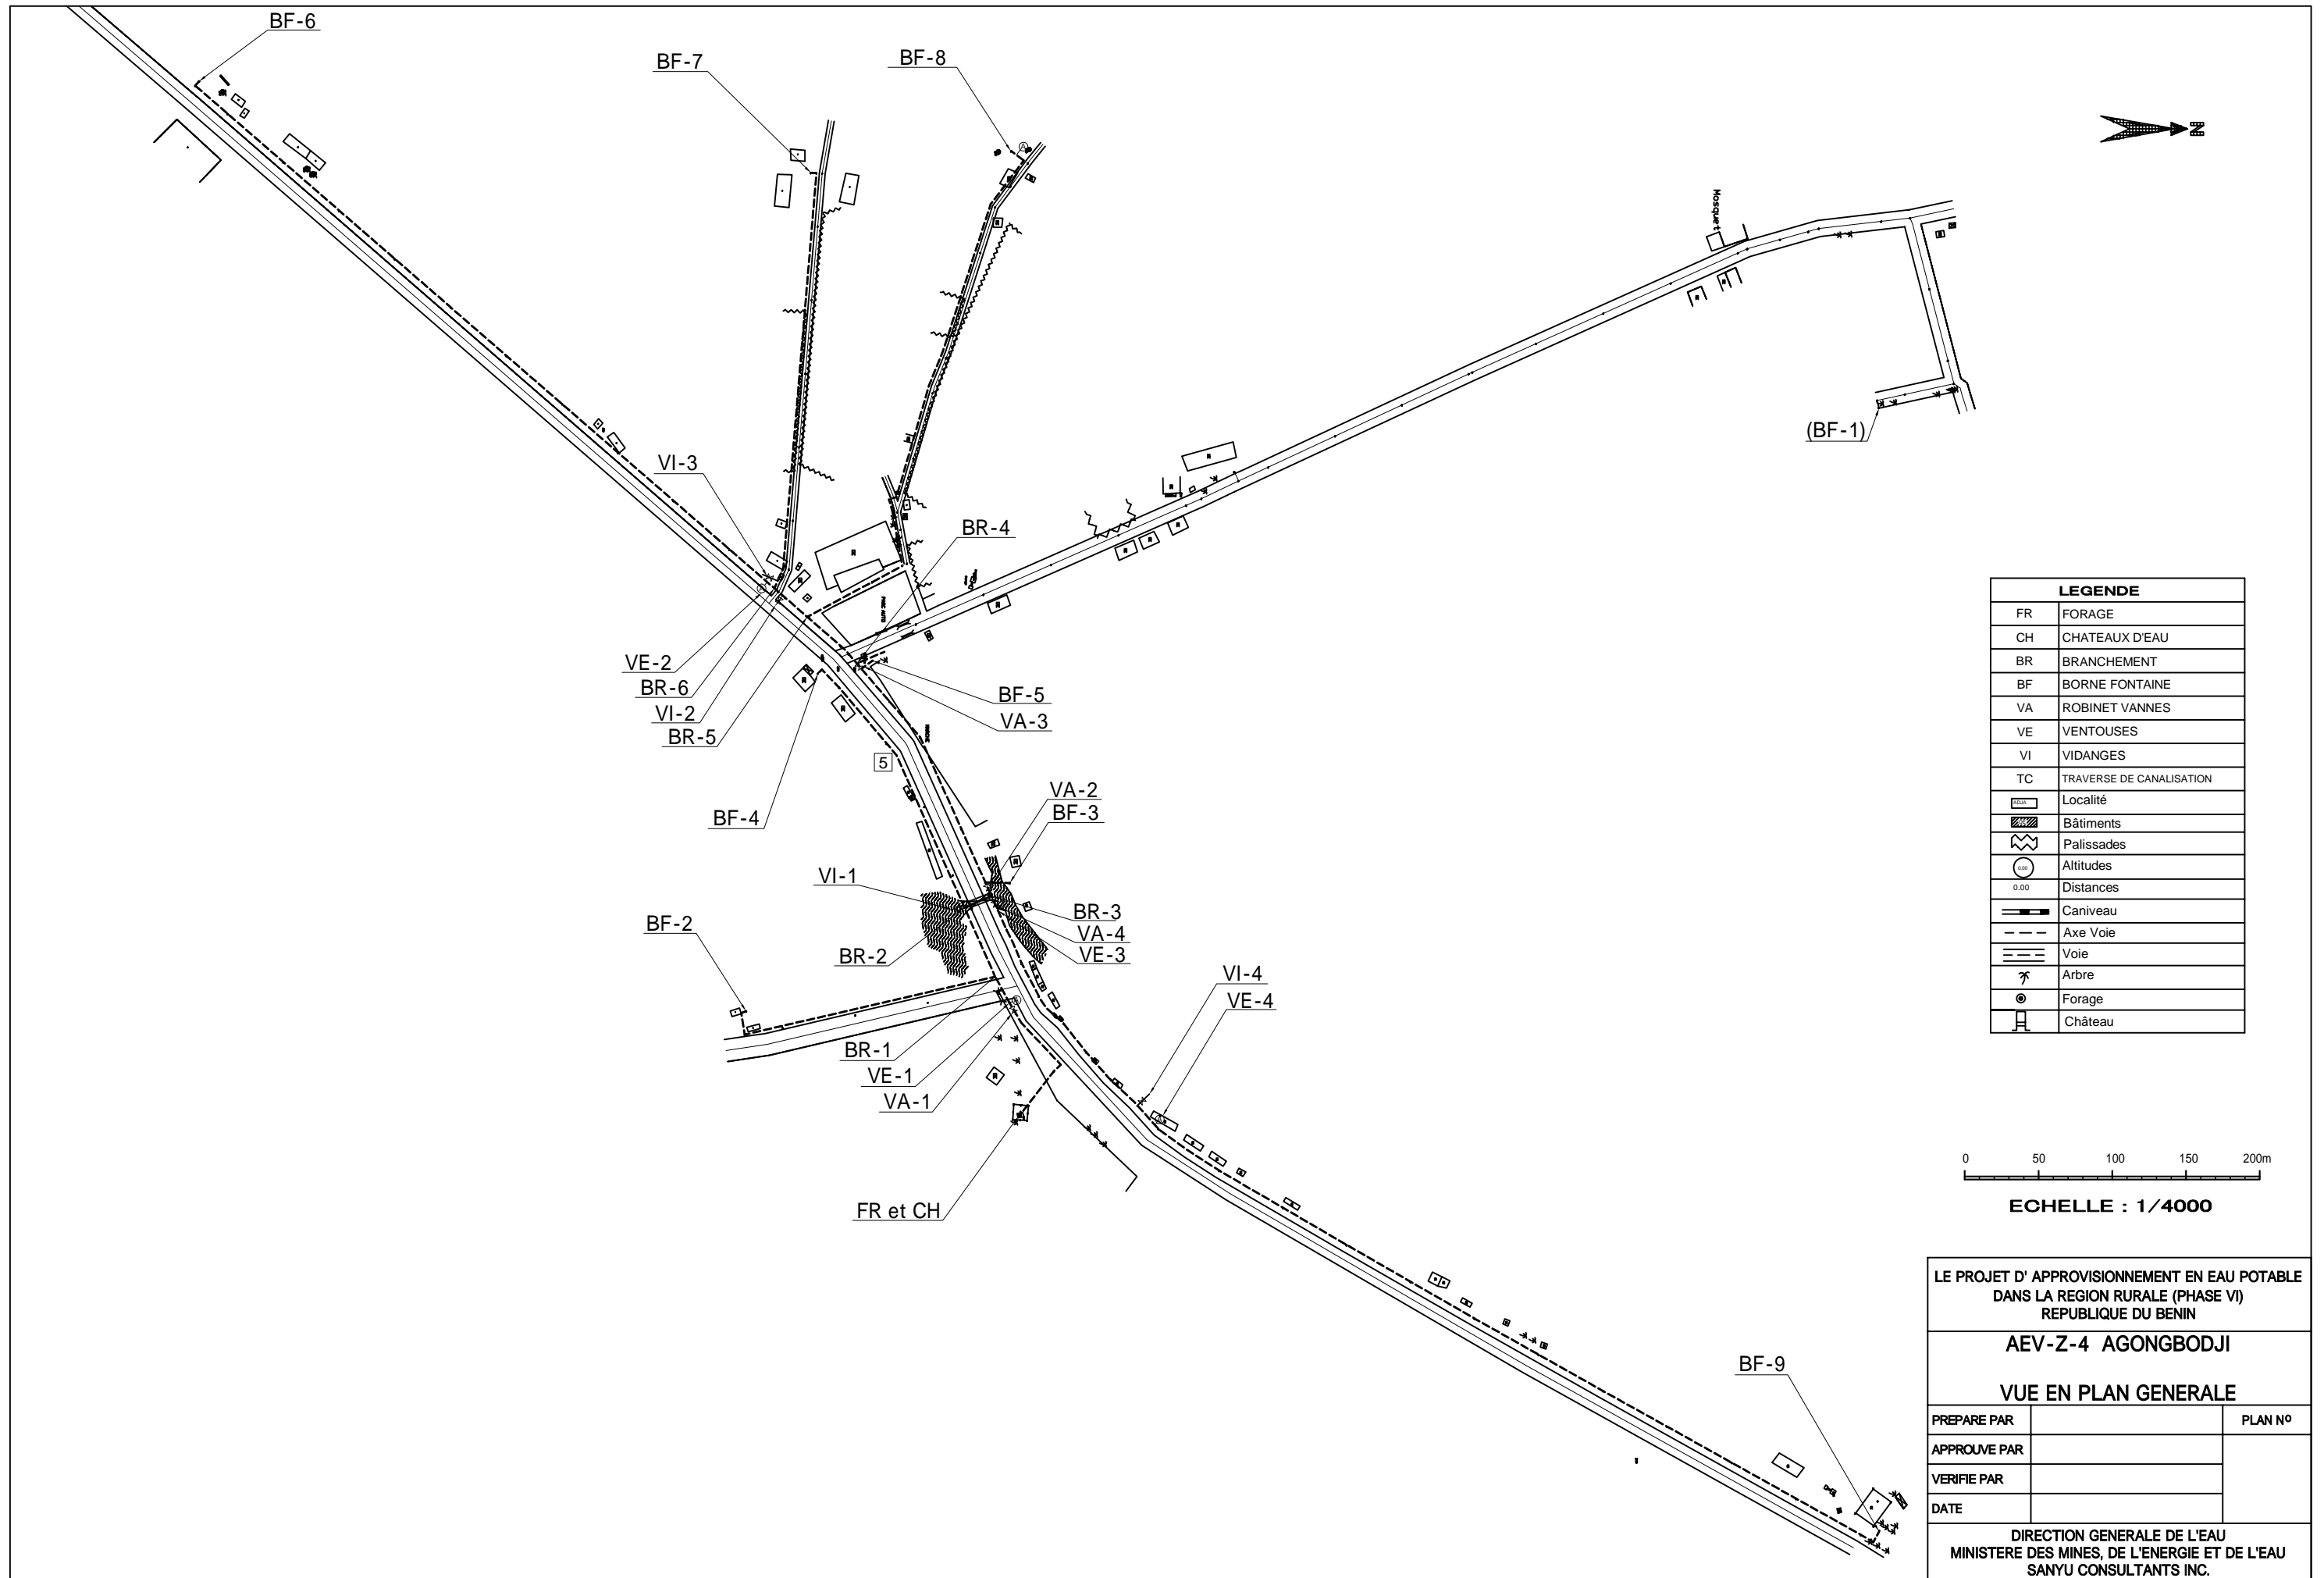 BF-6
BF-7
BF-8
N
Mosquet
(BF-1)
VI-3
BR-4
VE-2
BR-6
VI-2
BR-5
BF-5
VA-3
5
BF-4
VA-2
BF-3
VI-1
BF-2
BR-2
BR-3
VA-4
VE-3
VI-4
VE-4
BR-1
VE-1
VA-1
FR et CH
BF-9
LEGENDE
FR FORAGE
CH CHATEAUX D'EAU
BR BRANCHEMENT
BF BORNE FONTAINE
VA ROBINET VANNES
VE VENTOUSES
VI VIDANGES
TC TRAVERSE DE CANALISATION
Localité
Bâtiments
Palissades
0.00 Altitudes
0.00 Distances
Caniveau
Axe Voie
Voie
Arbre
Forage
Château
0 50 100 150 200m
ECHELLE : 1/4000
LE PROJET D' APPROVISIONNEMENT EN EAU POTABLE
DANS LA REGION RURALE (PHASE VI)
REPUBLIQUE DU BENIN
AEV-Z-4 AGONGBODJI
VUE EN PLAN GENERALE
PREPARE PAR PLAN Nº
APPROUVE PAR
VERIFIE PAR
DATE
DIRECTION GENERALE DE L'EAU
MINISTERE DES MINES, DE L'ENERGIE ET DE L'EAU
SANYU CONSULTANTS INC.